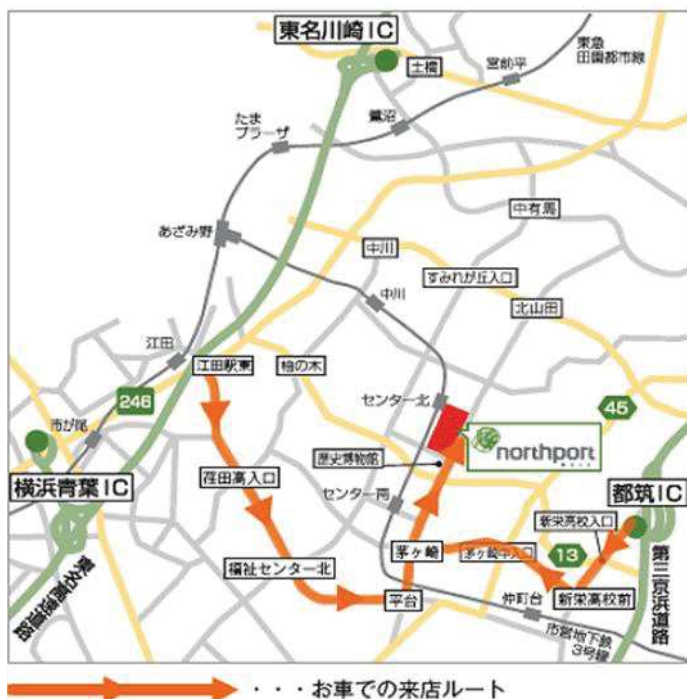 東名川崎IC
土橋
宮前平
東急
田園都市線
鷺沼
たま
プラーザ
あざみ野
中有馬
中川
すみれが丘入口
中川
北山田
江田
江田駅東
柚の木
246
センター北
45
市が尾
northport
歴史博物館
横浜青葉IC
荏田高入口
センター南
都筑IC
新栄高校入口
茅ヶ崎
茅ケ崎中入口
13
福祉センター北
平台
仲町台
新栄高校前
第三京浜道路
東名高速道路
市営地下鉄
3号線
・・・お車での来店ルート